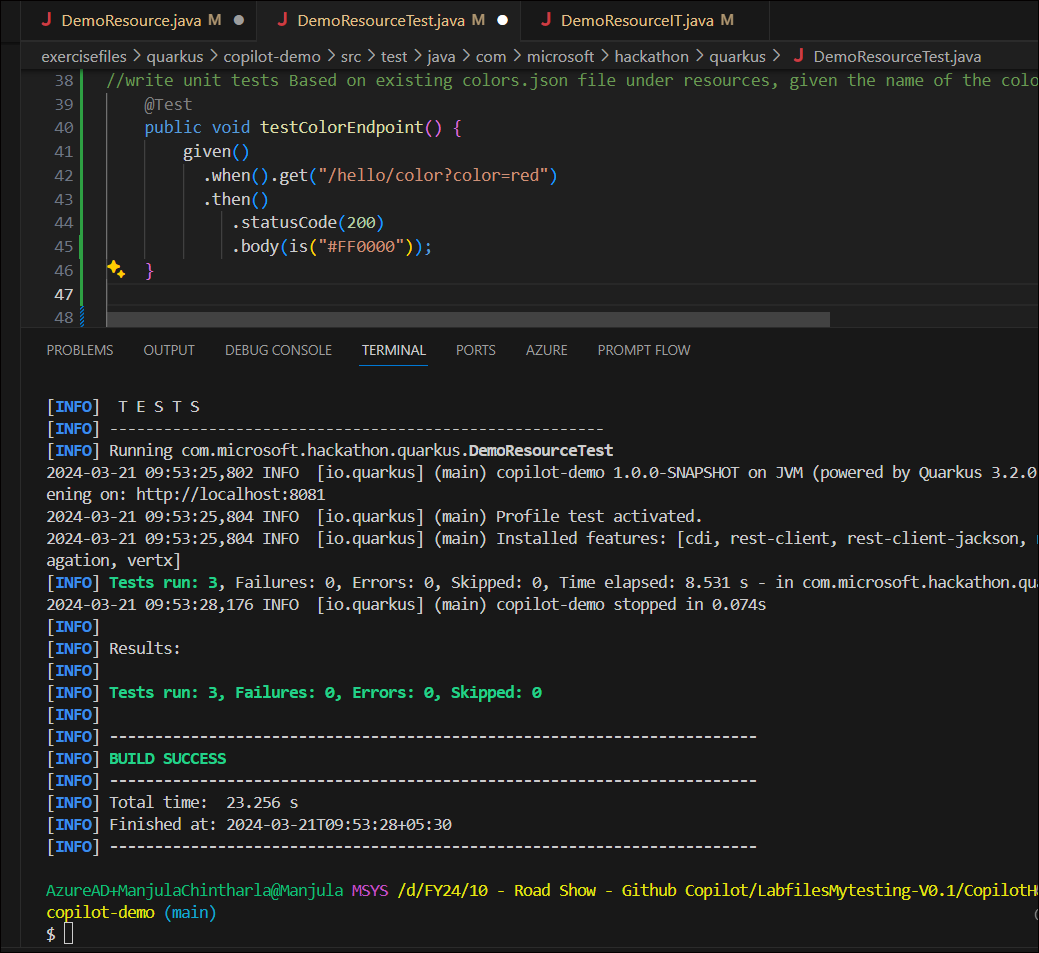 J DemoResource.java M J DemoResourceTest.java M J DemoResourceIT.java M
exercisefiles > quarkus > copilot-demo > src > test > java > com > microsoft > hackathon > quarkus > J DemoResourceTest.java
38 //write unit tests Based on existing colors.json file under resources, given the name of the colo
39 @Test
40 public void testColorEndpoint() {
41 given()
42 .when().get("/hello/color?color=red")
43 .then()
44 .statusCode(200)
45 .body(is("#FF0000"));
46 }
47
48
PROBLEMS OUTPUT DEBUG CONSOLE TERMINAL PORTS AZURE PROMPT FLOW
[INFO] T E S T S
[INFO] -------------------------------------------------------
[INFO] Running com.microsoft.hackathon.quarkus.DemoResourceTest
2024-03-21 09:53:25,802 INFO [io.quarkus] (main) copilot-demo 1.0.0-SNAPSHOT on JVM (powered by Quarkus 3.2.0
ening on: http://localhost:8081
2024-03-21 09:53:25,804 INFO [io.quarkus] (main) Profile test activated.
2024-03-21 09:53:25,804 INFO [io.quarkus] (main) Installed features: [cdi, rest-client, rest-client-jackson,
agation, vertx]
[INFO] Tests run: 3, Failures: 0, Errors: 0, Skipped: 0, Time elapsed: 8.531 s - in com.microsoft.hackathon.qua
2024-03-21 09:53:28,176 INFO [io.quarkus] (main) copilot-demo stopped in 0.074s
[INFO]
[INFO] Results:
[INFO]
[INFO] Tests run: 3, Failures: 0, Errors: 0, Skipped: 0
[INFO]
[INFO] ------------------------------------------------------------------------
[INFO] BUILD SUCCESS
[INFO] ------------------------------------------------------------------------
[INFO] Total time: 23.256 s
[INFO] Finished at: 2024-03-21T09:53:28+05:30
[INFO] ------------------------------------------------------------------------
AzureAD+ManjulaChintharla@Manjula MSYS /d/FY24/10 - Road Show - Github Copilot/LabfilesMytesting-V0.1/CopilotH
copilot-demo (main)
$